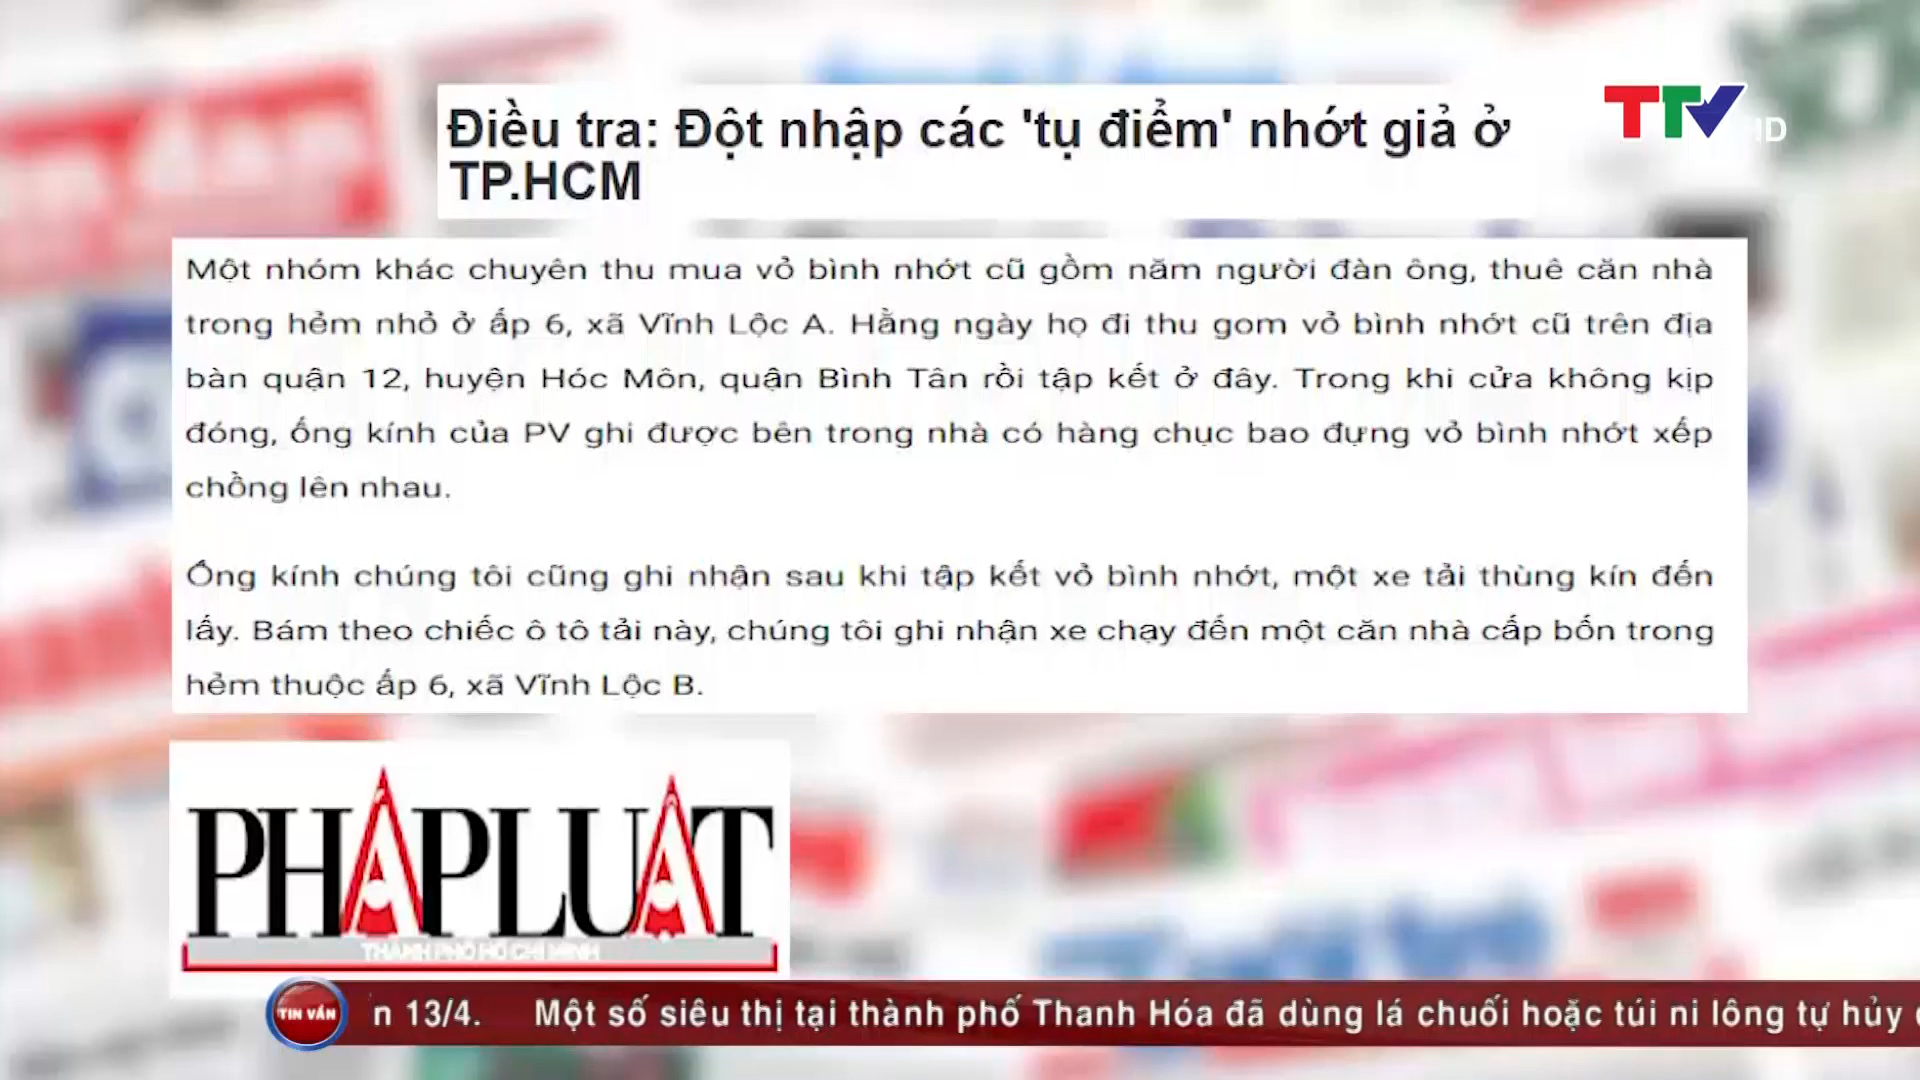 Điều tra: Đột nhập các 'tụ điểm' nhớt giả ở
TP.HCM
TTV HD
Một nhóm khác chuyên thu mua vỏ bình nhớt cũ gồm năm người đàn ông, thuê căn nhà
trong hẻm nhỏ ở ấp 6, xã Vĩnh Lộc A. Hằng ngày họ đi thu gom vỏ bình nhớt cũ trên địa
bàn quận 12, huyện Hóc Môn, quận Bình Tân rồi tập kết ở đây. Trong khi cửa không kịp
đóng, ống kính của PV ghi được bên trong nhà có hàng chục bao đựng vỏ bình nhớt xếp
chồng lên nhau.
Ống kính chúng tôi cũng ghi nhận sau khi tập kết vỏ bình nhớt, một xe tải thùng kín đến
lấy. Bám theo chiếc ô tô tải này, chúng tôi ghi nhận xe chạy đến một căn nhà cấp bốn trong
hẻm thuộc ấp 6, xã Vĩnh Lộc B.
PHÁPLUẬT
THÀNH PHỐ HỒ CHÍ MINH
TIN VẮN
n 13/4. Một số siêu thị tại thành phố Thanh Hóa đã dùng lá chuối hoặc túi ni lông tự hủy